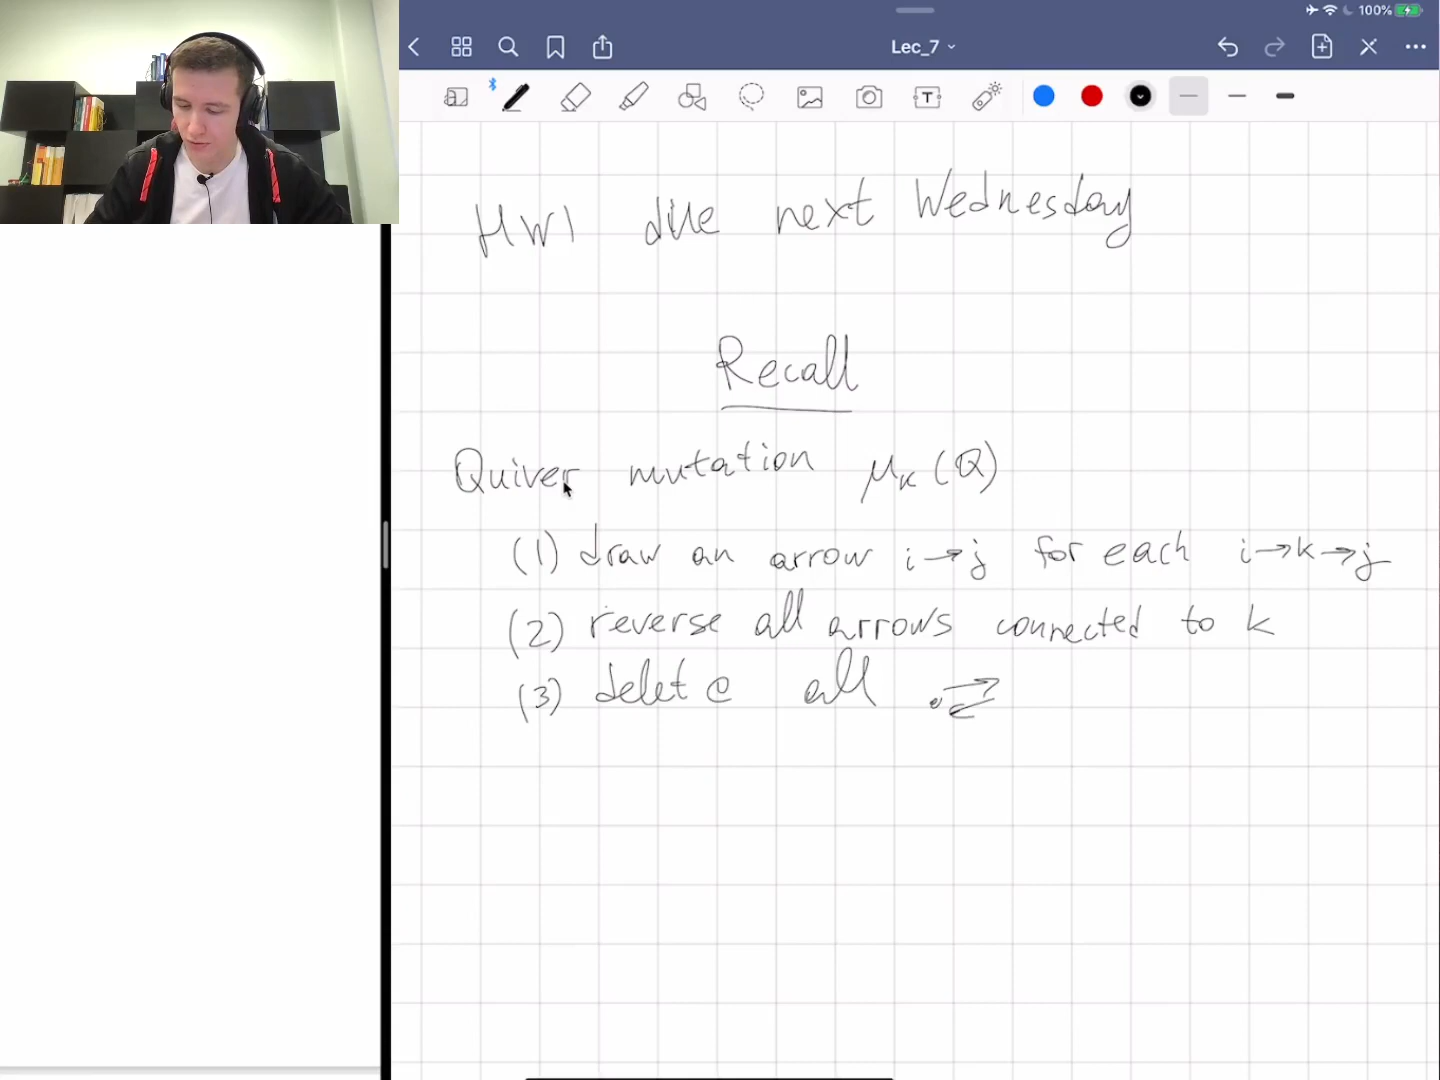 100%
Lec_7
T
HW1 due next Wednesday
Recall
Quiver mutation μₖ(Q)
(1) draw an arrow i→j for each i→k→j
(2) reverse all arrows connected to k
(3) delete all ⇄